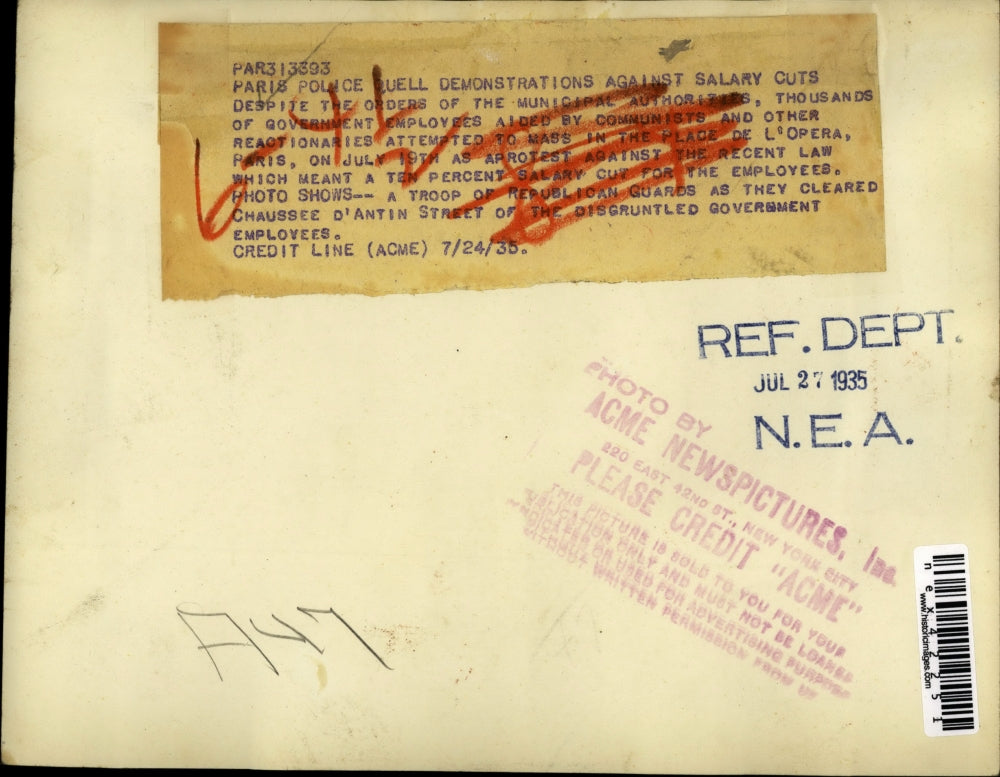 PAR313393
PARIS POLICE QUELL DEMONSTRATIONS AGAINST SALARY CUTS
DESPITE THE ORDERS OF THE MUNICIPAL AUTHORITIES, THOUSANDS
OF GOVERNMENT EMPLOYEES AIDED BY COMMUNISTS AND OTHER
REACTIONARIES ATTEMPTED TO MASS IN THE PLACE DE L'OPERA,
PARIS, ON JULY 19TH AS APROTEST AGAINST THE RECENT LAW
WHICH MEANT A TEN PERCENT SALARY CUT FOR THE EMPLOYEES.
PHOTO SHOWS-- A TROOP OF REPUBLICAN GUARDS AS THEY CLEARED
CHAUSSEE D'ANTIN STREET OF THE DISGRUNTLED GOVERNMENT
EMPLOYEES.
CREDIT LINE (ACME) 7/24/35.
REF. DEPT.
JUL 27 1935
N.E.A.
PHOTO BY
ACME NEWSPICTURES, Inc.
220 EAST 42ND ST., NEW YORK CITY
PLEASE CREDIT "ACME"
THIS PICTURE IS SOLD TO YOU FOR YOUR
PUBLICATION ONLY AND MUST NOT BE LOANED
SYNDICATED OR USED FOR ADVERTISING PURPOSES
WITHOUT WRITTEN PERMISSION FROM US
www.historicimages.com
nex42251